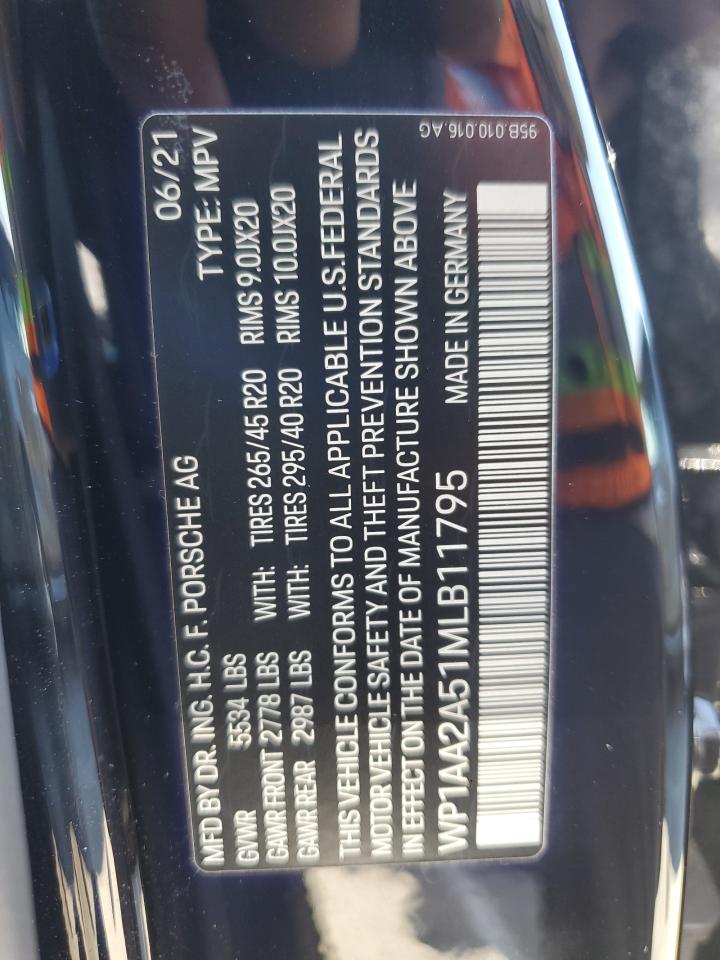 MFD BY DR. ING. H.C. F. PORSCHE AG 06/21
GVWR 5534 LBS TYPE: MPV
GAWR FRONT 2778 LBS WITH: TIRES 265/45 R20 RIMS 9.0JX20
GAWR REAR 2987 LBS WITH: TIRES 295/40 R20 RIMS 10.0JX20
THIS VEHICLE CONFORMS TO ALL APPLICABLE U.S.FEDERAL
MOTOR VEHICLE SAFETY AND THEFT PREVENTION STANDARDS
IN EFFECT ON THE DATE OF MANUFACTURE SHOWN ABOVE
WP1AA2A51MLB11795 MADE IN GERMANY
95B.010.016.AG